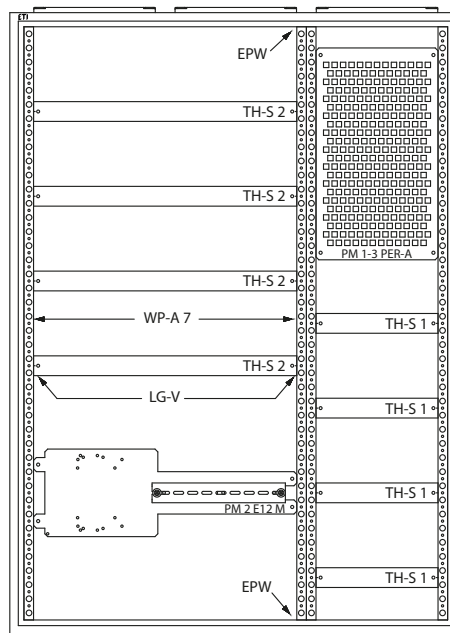 ETI
EPW
TH-S 2
TH-S 2
PM 1-3 PER-A
TH-S 2
WP-A 7
TH-S 1
TH-S 2
LG-V
TH-S 1
TH-S 1
PM 2 E12 M
EPW
TH-S 1